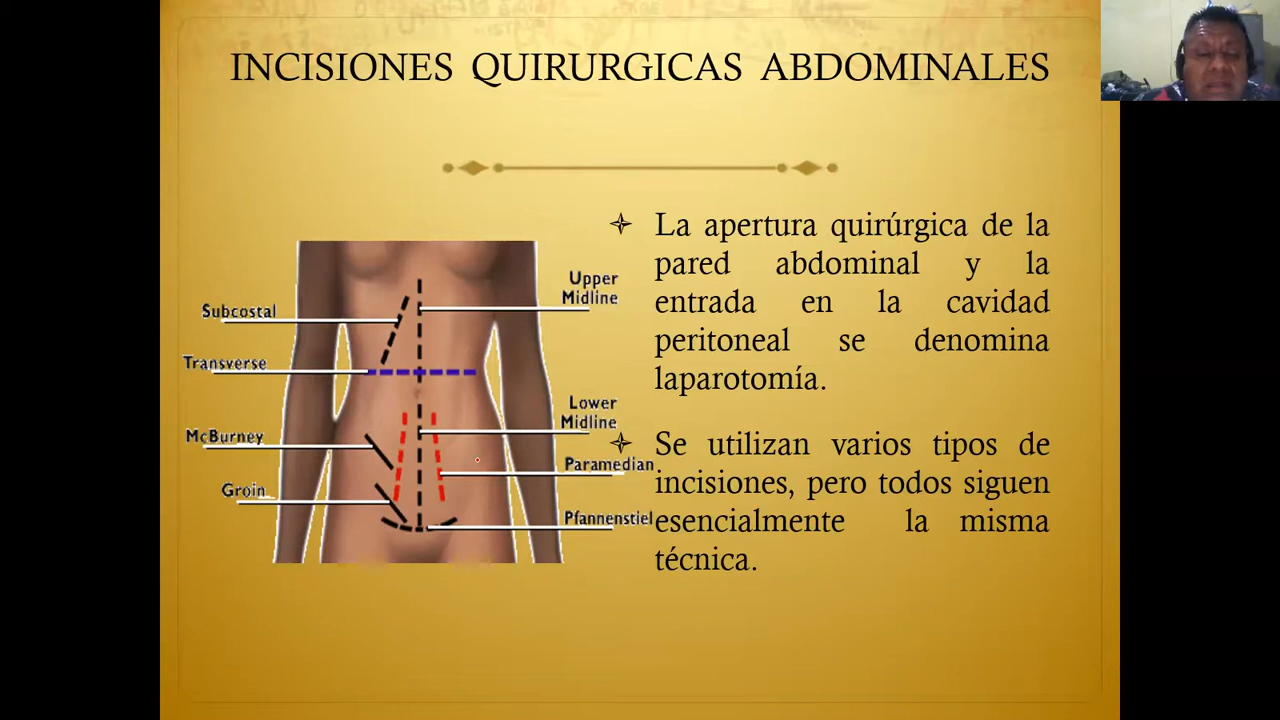 INCISIONES QUIRURGICAS ABDOMINALES
Subcostal
Transverse
McBurney
Groin
Upper
Midline
Lower
Midline
Paramedian
Pfannenstiel
La apertura quirúrgica de la
pared abdominal y la
entrada en la cavidad
peritoneal se denomina
laparotomía.
Se utilizan varios tipos de
incisiones, pero todos siguen
esencialmente la misma
técnica.